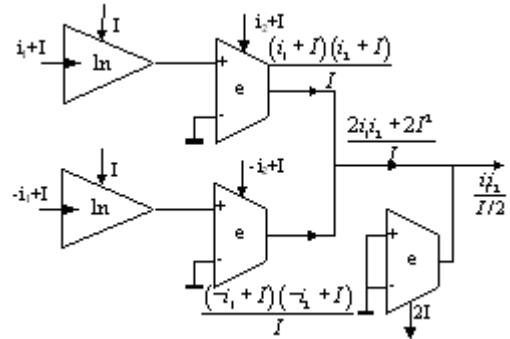 I
i₂+I
i₁+I
ln
+
e
-
(i₁ + I)(i₂ + I)
I
2i₁i₂ + 2I²
I
I
-i₂+I
-i₁+I
ln
+
e
-
i₁i₂
I/2
+
e
-
2I
(-i₁ + I)(-i₂ + I)
I